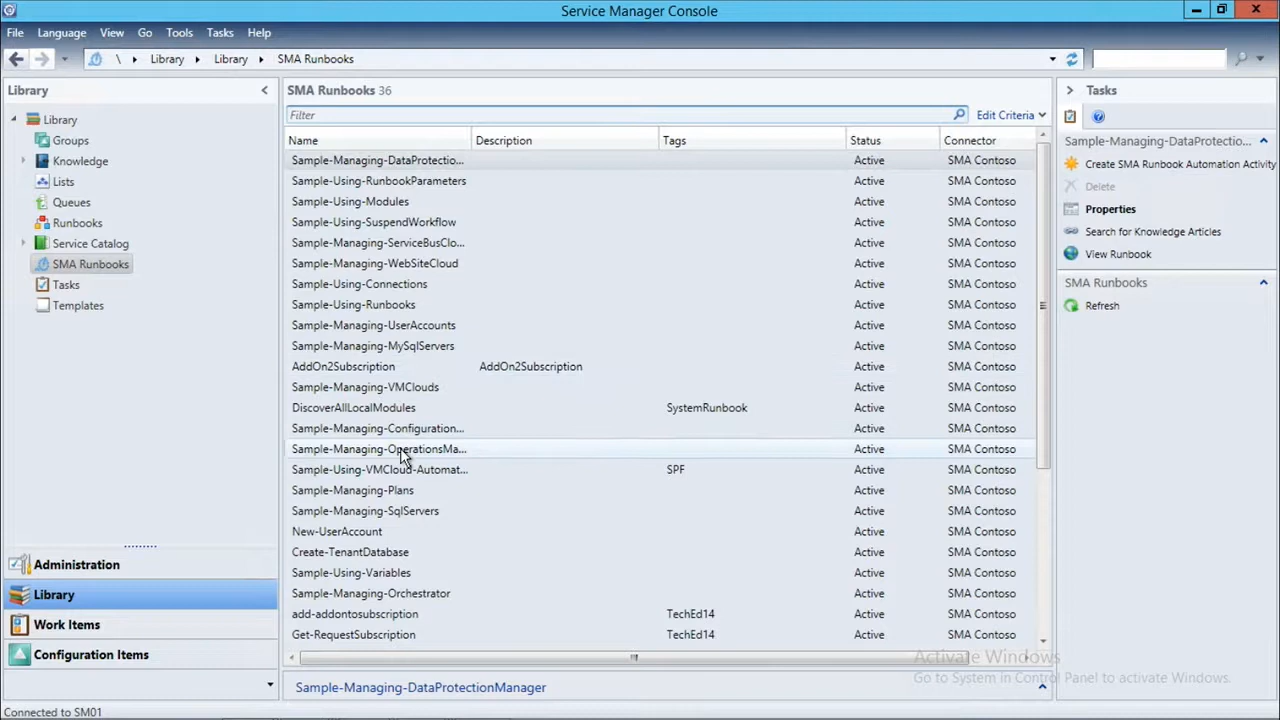 Service Manager Console
File Language View Go Tools Tasks Help
\ Library Library SMA Runbooks
Library
Library
Groups
Knowledge
Lists
Queues
Runbooks
Service Catalog
SMA Runbooks
Tasks
Templates
Administration
Library
Work Items
Configuration Items
SMA Runbooks 36
Filter Edit Criteria
Name Description Tags Status Connector
Sample-Managing-DataProtectio... Active SMA Contoso
Sample-Using-RunbookParameters Active SMA Contoso
Sample-Using-Modules Active SMA Contoso
Sample-Using-SuspendWorkflow Active SMA Contoso
Sample-Managing-ServiceBusClo... Active SMA Contoso
Sample-Managing-WebSiteCloud Active SMA Contoso
Sample-Using-Connections Active SMA Contoso
Sample-Using-Runbooks Active SMA Contoso
Sample-Managing-UserAccounts Active SMA Contoso
Sample-Managing-MySqlServers Active SMA Contoso
AddOn2Subscription AddOn2Subscription Active SMA Contoso
Sample-Managing-VMClouds Active SMA Contoso
DiscoverAllLocalModules SystemRunbook Active SMA Contoso
Sample-Managing-Configuration... Active SMA Contoso
Sample-Managing-OperationsMa... Active SMA Contoso
Sample-Using-VMCloud-Automat... SPF Active SMA Contoso
Sample-Managing-Plans Active SMA Contoso
Sample-Managing-SqlServers Active SMA Contoso
New-UserAccount Active SMA Contoso
Create-TenantDatabase Active SMA Contoso
Sample-Using-Variables Active SMA Contoso
Sample-Managing-Orchestrator Active SMA Contoso
add-addontosubscription TechEd14 Active SMA Contoso
Get-RequestSubscription TechEd14 Active SMA Contoso
Sample-Managing-DataProtectionManager
Tasks
Sample-Managing-DataProtectio...
Create SMA Runbook Automation Activity
Delete
Properties
Search for Knowledge Articles
View Runbook
SMA Runbooks
Refresh
Activate Windows
Go to System in Control Panel to activate Windows.
Connected to SM01